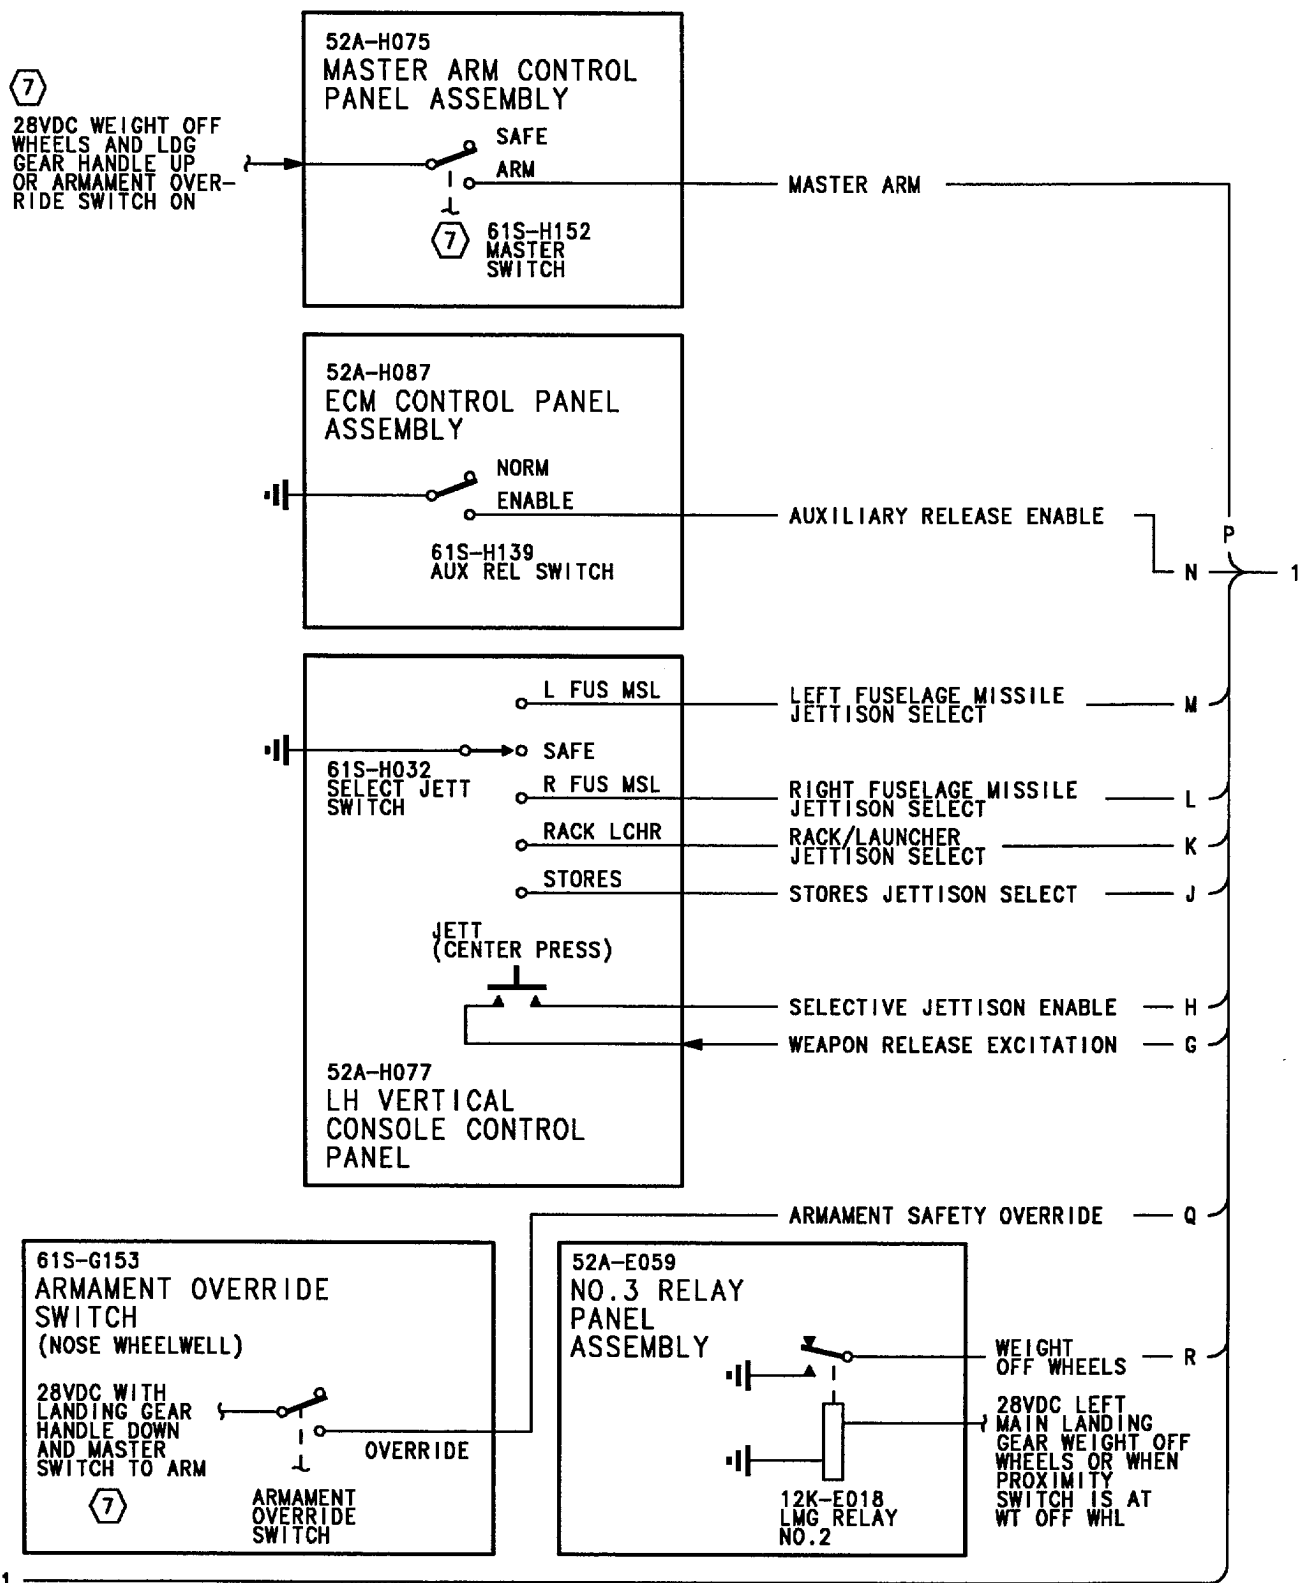 52A-H075
MASTER ARM CONTROL
PANEL ASSEMBLY
7
28VDC WEIGHT OFF
WHEELS AND LDG
GEAR HANDLE UP
OR ARMAMENT OVER-
RIDE SWITCH ON
SAFE
ARM
MASTER ARM
7
61S-H152
MASTER
SWITCH
52A-H087
ECM CONTROL PANEL
ASSEMBLY
NORM
ENABLE
AUXILIARY RELEASE ENABLE
P
61S-H139
AUX REL SWITCH
N
1
L FUS MSL
LEFT FUSELAGE MISSILE
JETTISON SELECT
M
SAFE
61S-H032
SELECT JETT
SWITCH
R FUS MSL
RIGHT FUSELAGE MISSILE
JETTISON SELECT
L
RACK LCHR
RACK/LAUNCHER
JETTISON SELECT
K
STORES
STORES JETTISON SELECT
J
JETT
(CENTER PRESS)
SELECTIVE JETTISON ENABLE
H
WEAPON RELEASE EXCITATION
G
52A-H077
LH VERTICAL
CONSOLE CONTROL
PANEL
ARMAMENT SAFETY OVERRIDE
Q
61S-G153
ARMAMENT OVERRIDE
SWITCH
(NOSE WHEELWELL)
28VDC WITH
LANDING GEAR
HANDLE DOWN
AND MASTER
SWITCH TO ARM
7
OVERRIDE
ARMAMENT
OVERRIDE
SWITCH
52A-E059
NO.3 RELAY
PANEL
ASSEMBLY
WEIGHT
OFF WHEELS
R
28VDC LEFT
MAIN LANDING
GEAR WEIGHT OFF
WHEELS OR WHEN
PROXIMITY
SWITCH IS AT
WT OFF WHL
12K-E018
LMG RELAY
NO.2
1